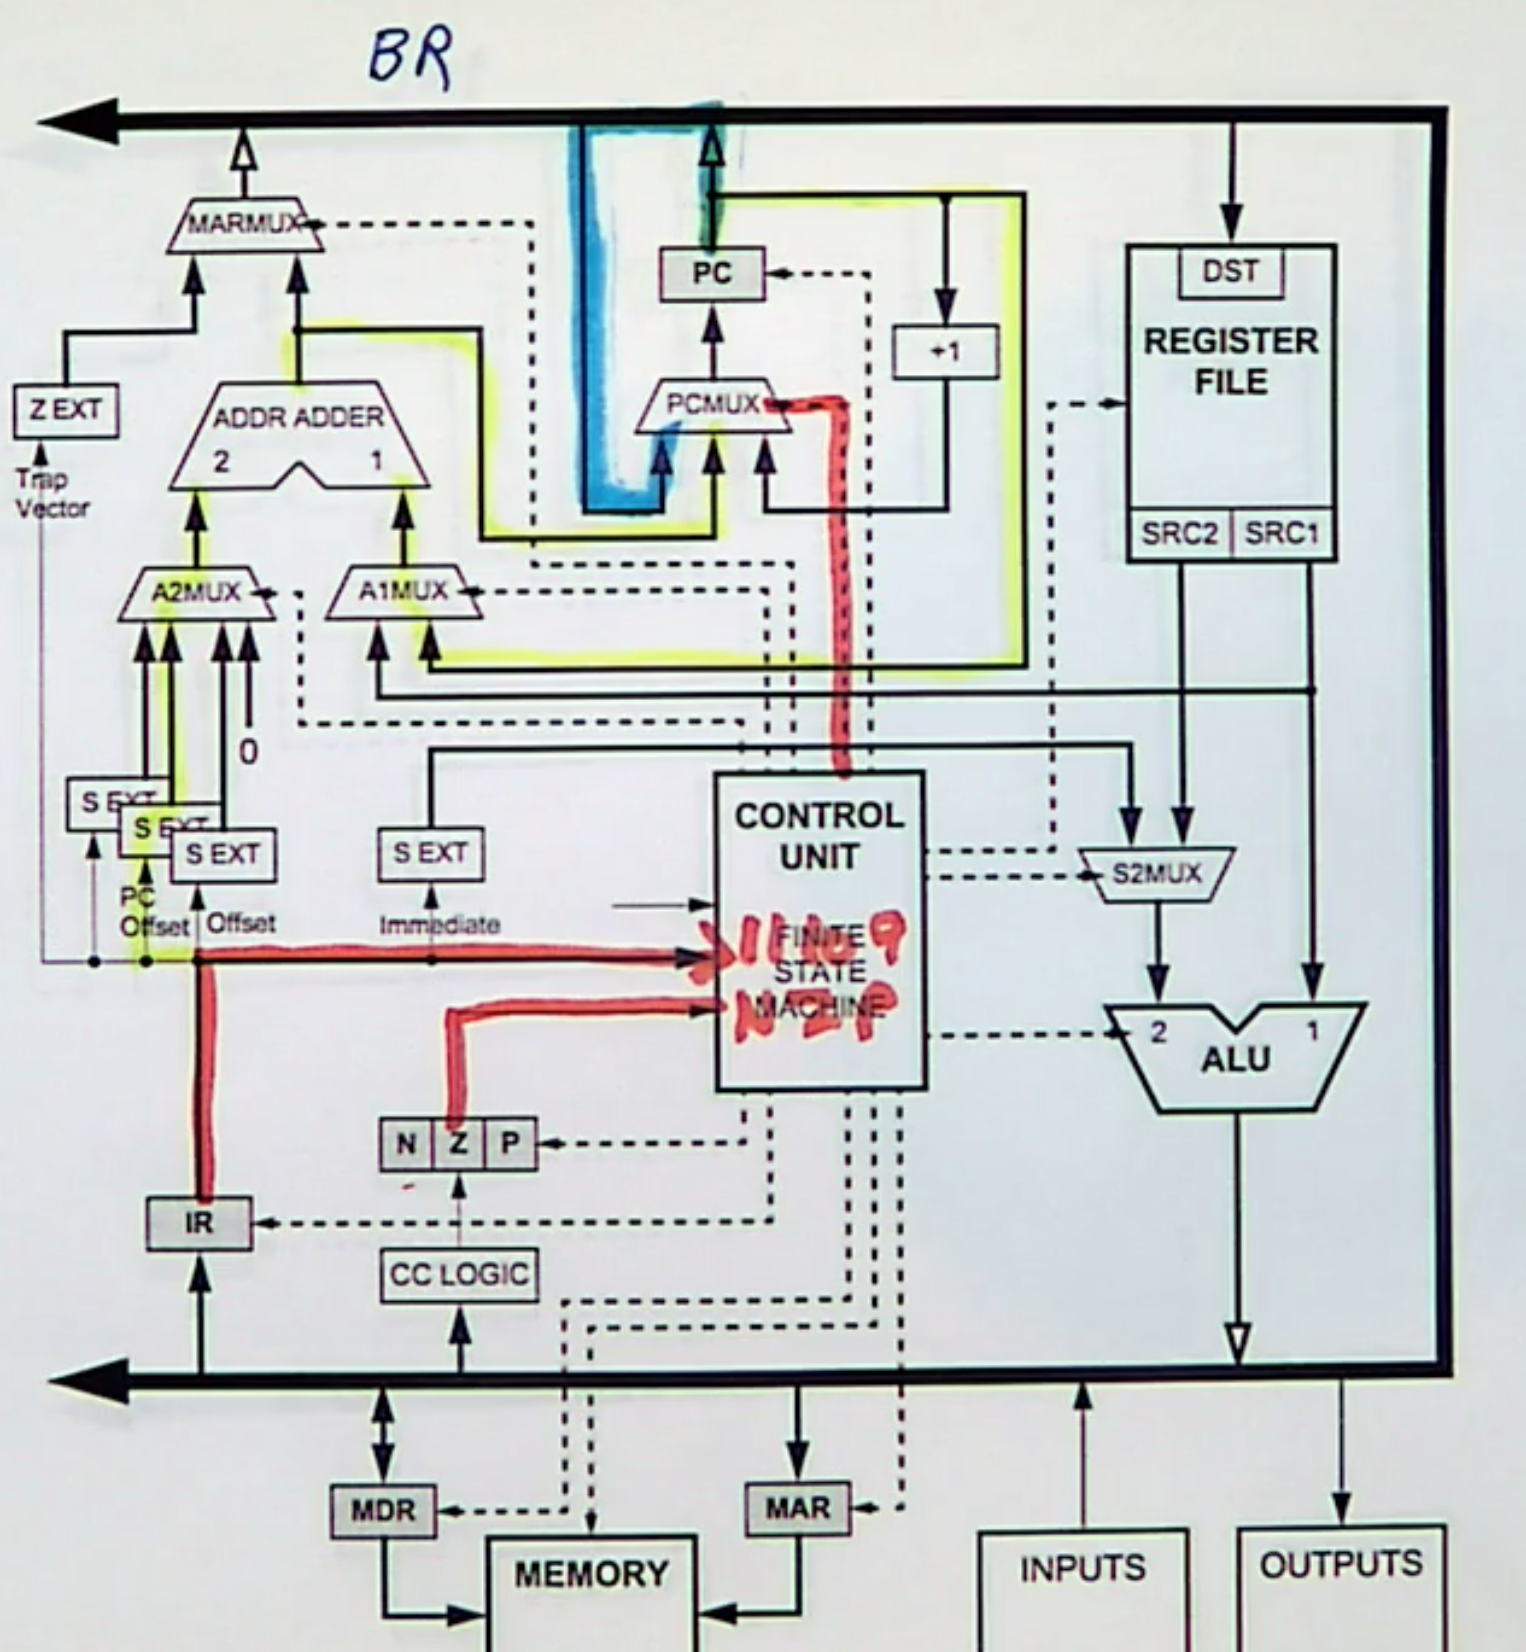 BR
MARMUX
PC
DST
REGISTER
FILE
+1
Z EXT
ADDR ADDER
2 1
PCMUX
Trap
Vector
SRC2 SRC1
A2MUX
A1MUX
0
S EXT
S EXT
S EXT
S EXT
CONTROL
UNIT
S2MUX
PC
Offset
Offset
Immediate
FINITE
STATE
MACHINE
NZP
2 1
ALU
N Z P
IR
CC LOGIC
MDR
MAR
MEMORY
INPUTS
OUTPUTS